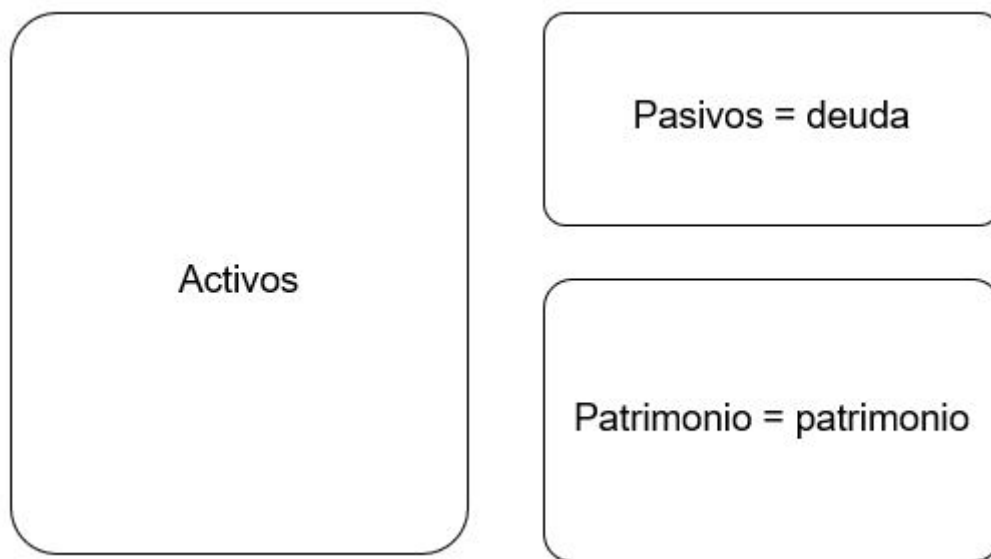 Activos
Pasivos = deuda
Patrimonio = patrimonio